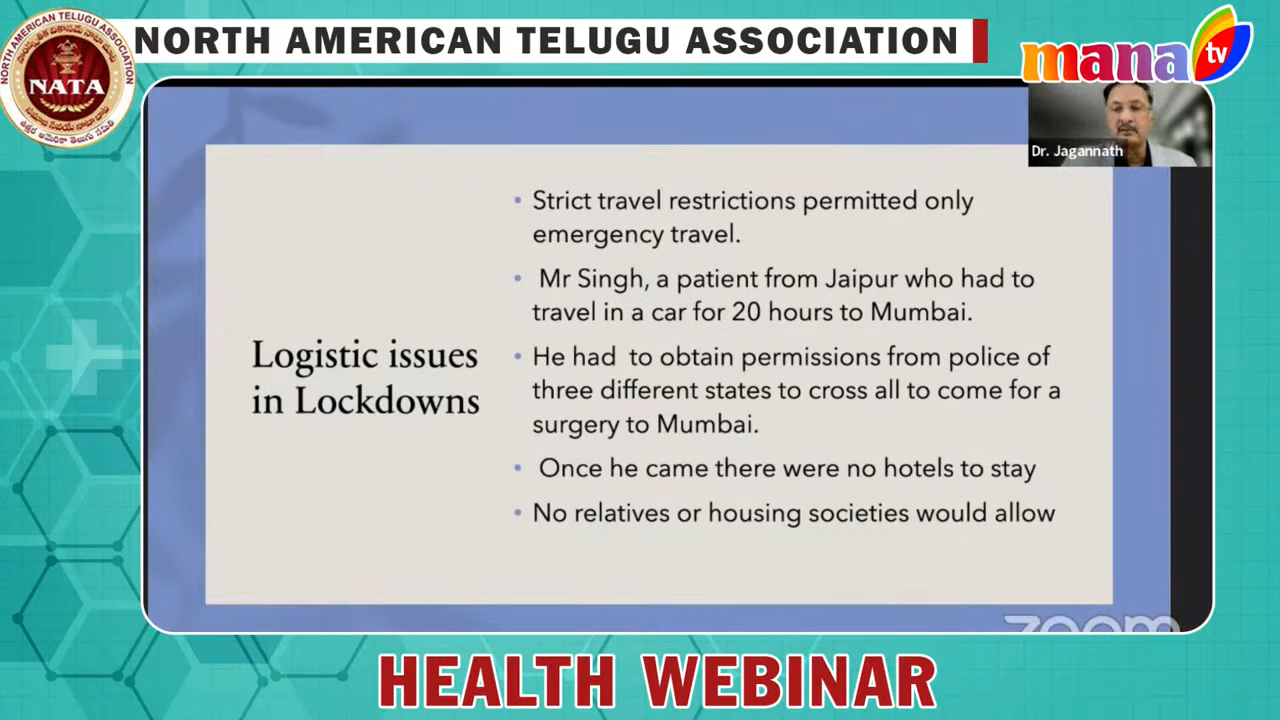 NORTH AMERICAN TELUGU ASSOCIATION
NORTH AMERICAN TELUGU ASSOCIATION
NATA
mana
tv
Dr. Jagannath
Logistic issues
in Lockdowns
• Strict travel restrictions permitted only
emergency travel.
• Mr Singh, a patient from Jaipur who had to
travel in a car for 20 hours to Mumbai.
• He had to obtain permissions from police of
three different states to cross all to come for a
surgery to Mumbai.
• Once he came there were no hotels to stay
• No relatives or housing societies would allow
zoom
HEALTH WEBINAR